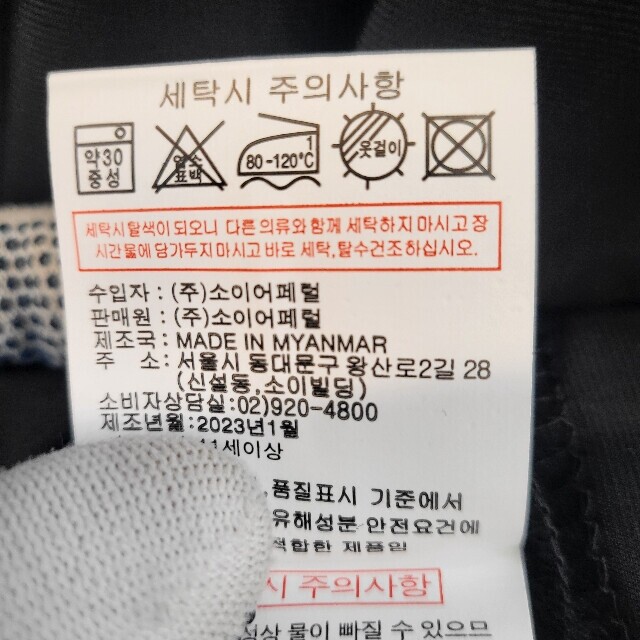 세탁시 주의사항
약30
중성
염소
표백
1
80-120℃
옷걸이
세탁시 탈색이 되오니 다른 의류와 함께 세탁하지 마시고 장
시간 물에 담가두지 마시고 바로 세탁,탈수건조하십시오.
수입자 : (주)소이어페럴
판매원 : (주)소이어페럴
제조국: MADE IN MYANMAR
주 소: 서울시 동대문구 왕산로2길 28
(신설동, 소이빌딩)
소비자상담실:02)920-4800
제조년월:2023년1월
11세이상
품질표시 기준에서
유해성분 안전요건에
적합한 제품임
시 주의사항
물이 빠질 수 있으므